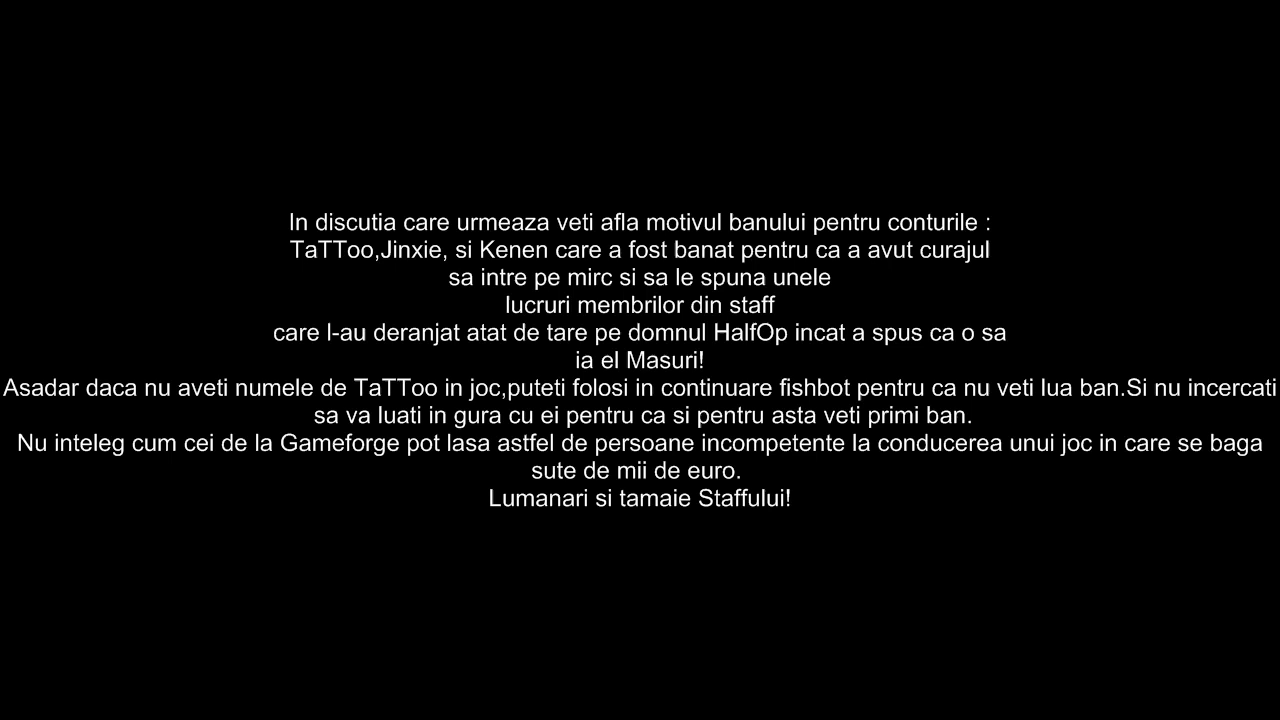 In discutia care urmeaza veti afla motivul banului pentru conturile :
TaTToo,Jinxie, si Kenen care a fost banat pentru ca a avut curajul
sa intre pe mirc si sa le spuna unele
lucruri membrilor din staff
care l-au deranjat atat de tare pe domnul HalfOp incat a spus ca o sa
ia el Masuri!
Asadar daca nu aveti numele de TaTToo in joc,puteti folosi in continuare fishbot pentru ca nu veti lua ban.Si nu incercati
sa va luati in gura cu ei pentru ca si pentru asta veti primi ban.
Nu inteleg cum cei de la Gameforge pot lasa astfel de persoane incompetente la conducerea unui joc in care se baga
sute de mii de euro.
Lumanari si tamaie Staffului!